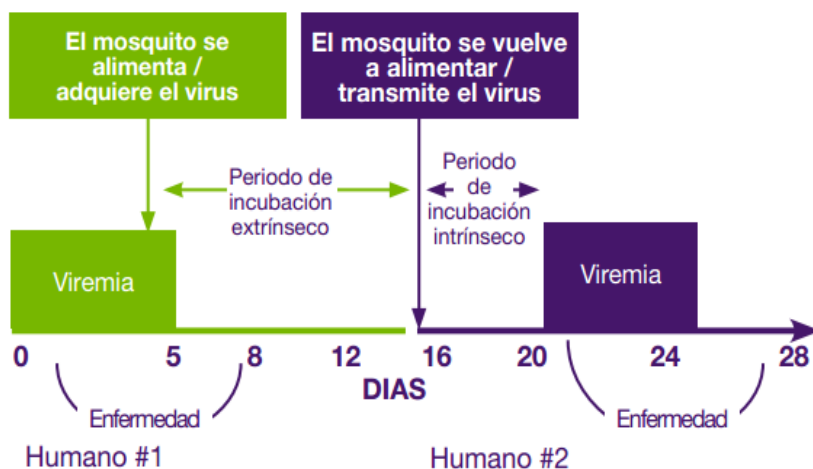 El mosquito se
alimenta /
adquiere el virus
El mosquito se vuelve
a alimentar /
transmite el virus
Periodo de
incubación
extrínseco
Periodo
de
incubación
intrínseco
Viremia
Viremia
0 5 8 12 16 20 24 28
DIAS
Enfermedad
Enfermedad
Humano #1
Humano #2